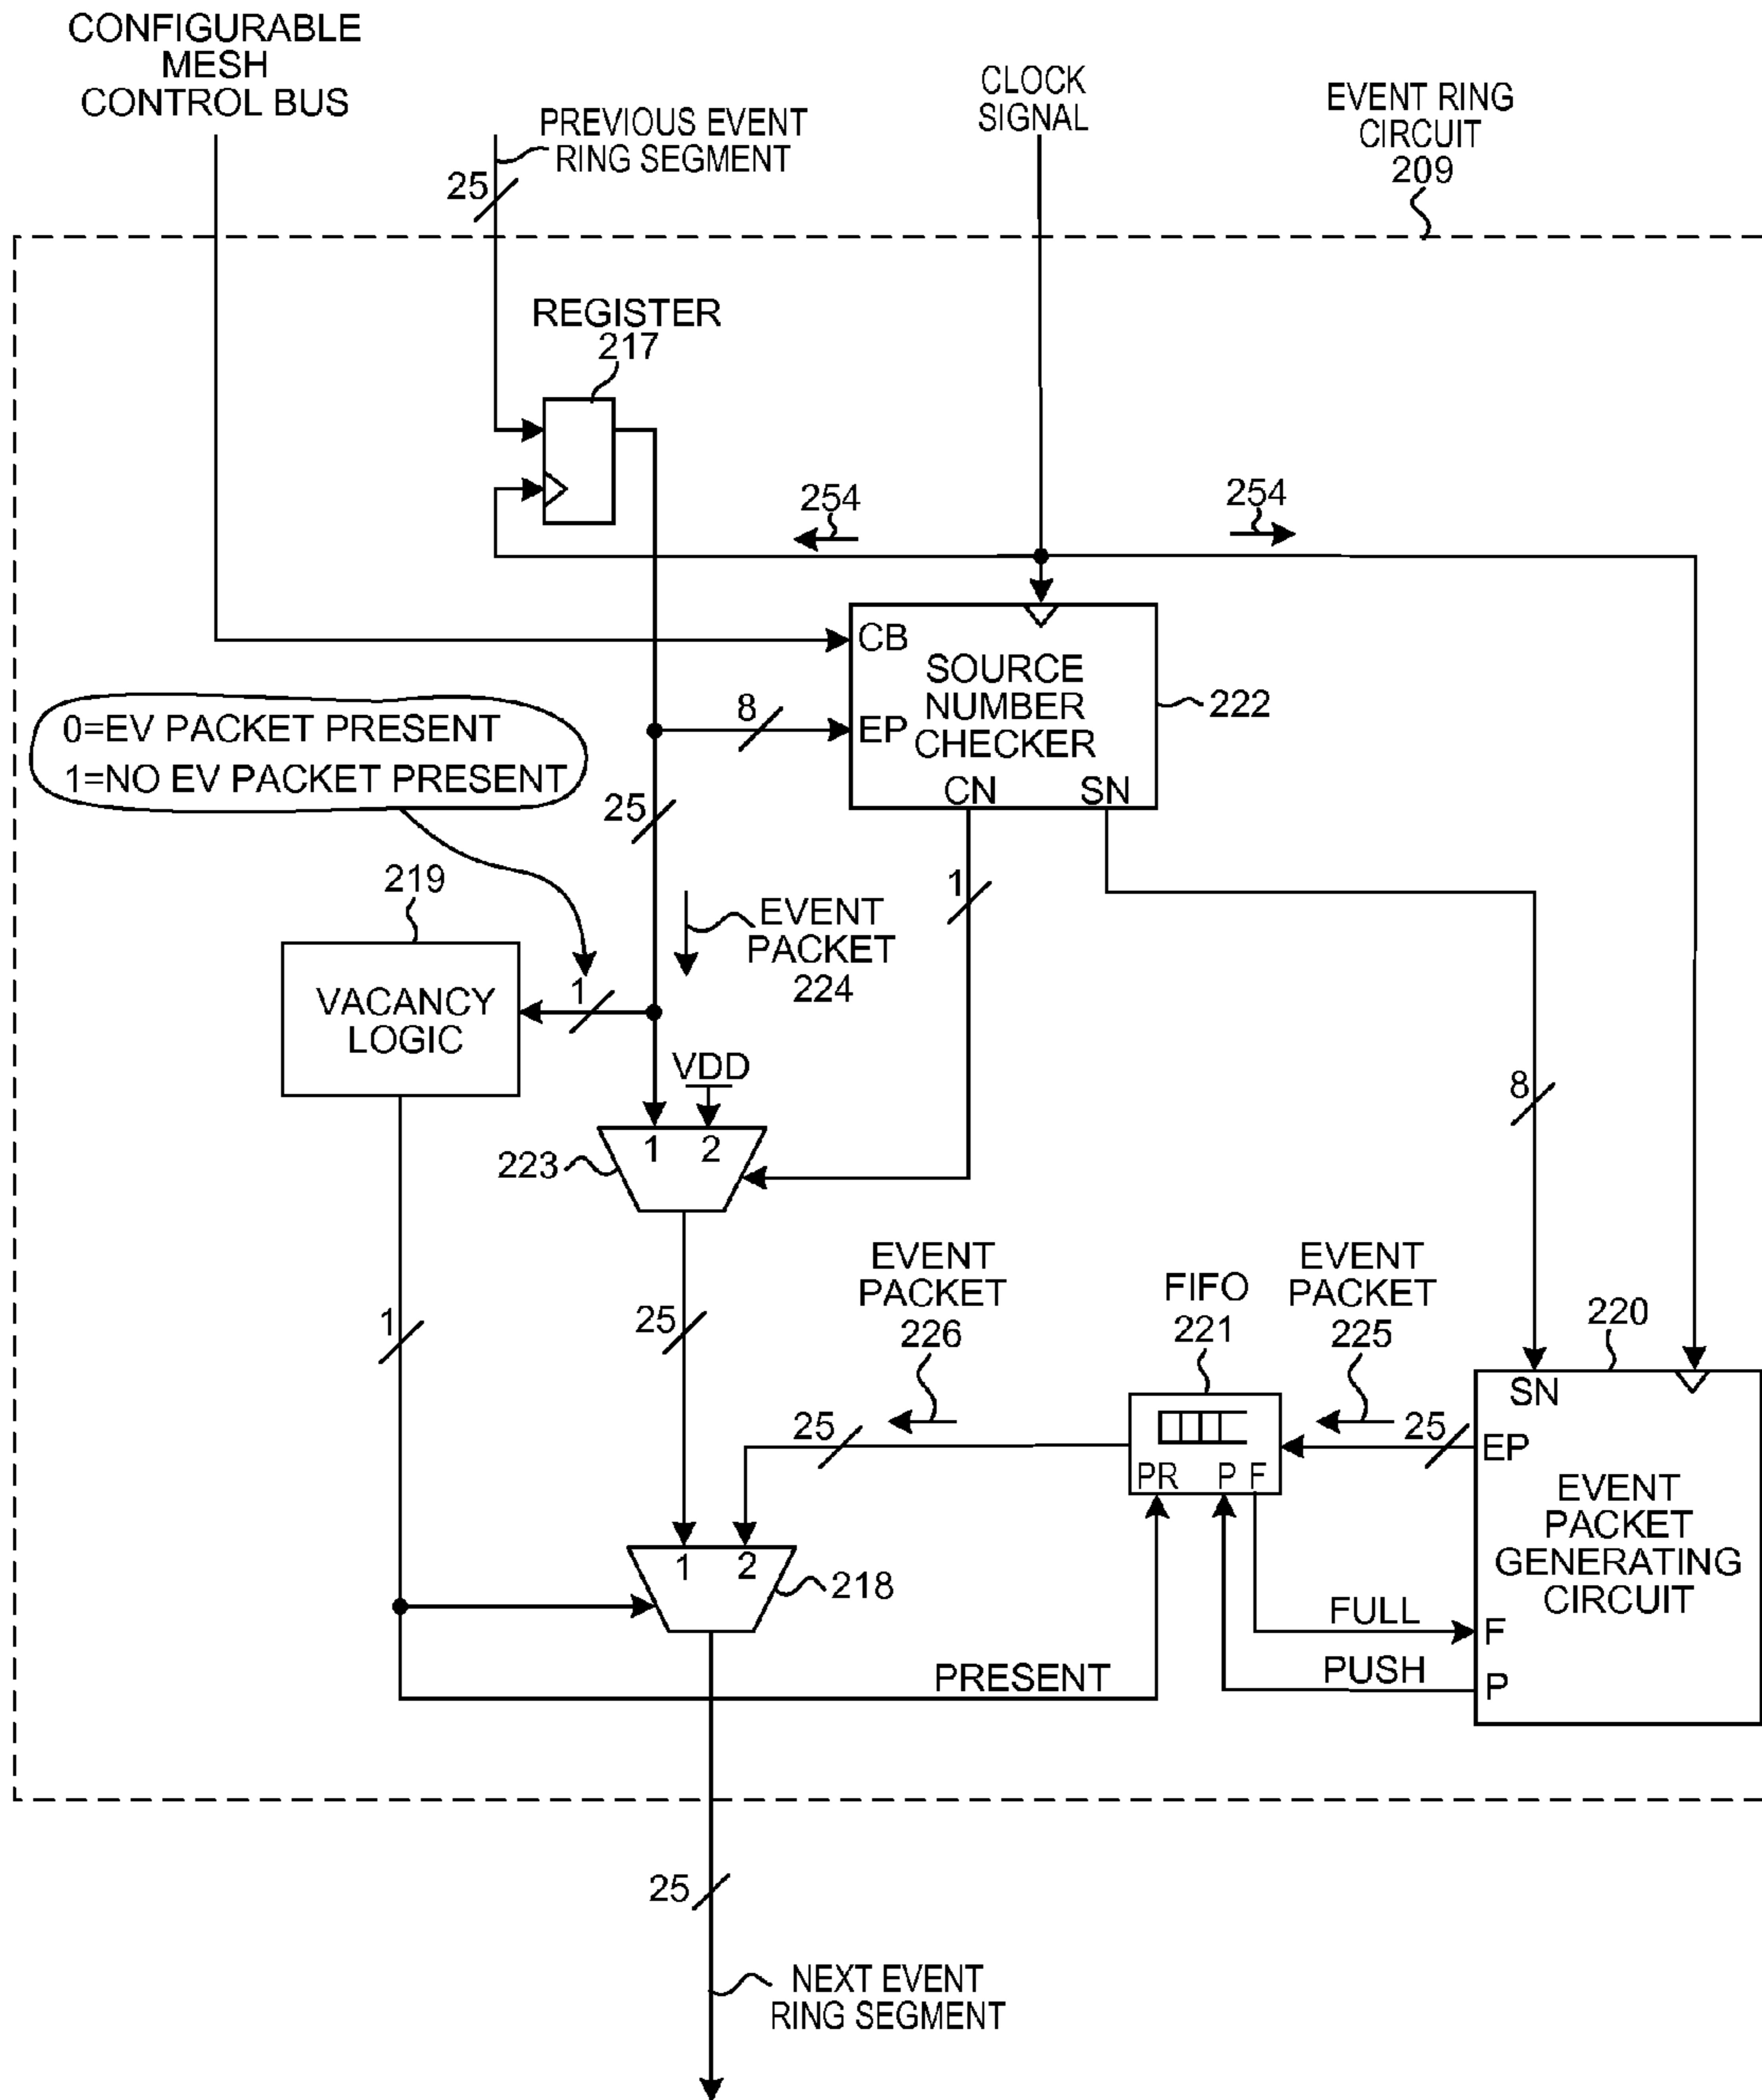 CONFIGURABLE
MESH
CONTROL BUS
PREVIOUS EVENT
RING SEGMENT
25
CLOCK
SIGNAL
EVENT RING
CIRCUIT
209
REGISTER
217
254
254
CB
SOURCE
NUMBER
CHECKER
EP
CN
SN
222
8
0=EV PACKET PRESENT
1=NO EV PACKET PRESENT
25
219
1
EVENT
PACKET
224
VACANCY
LOGIC
1
VDD
8
1 2
223
EVENT
PACKET
226
FIFO
221
EVENT
PACKET
225
220
1
25
25
PR P F
25
SN
EP
EVENT
PACKET
GENERATING
CIRCUIT
F
P
1 2
218
FULL
PUSH
PRESENT
25
NEXT EVENT
RING SEGMENT